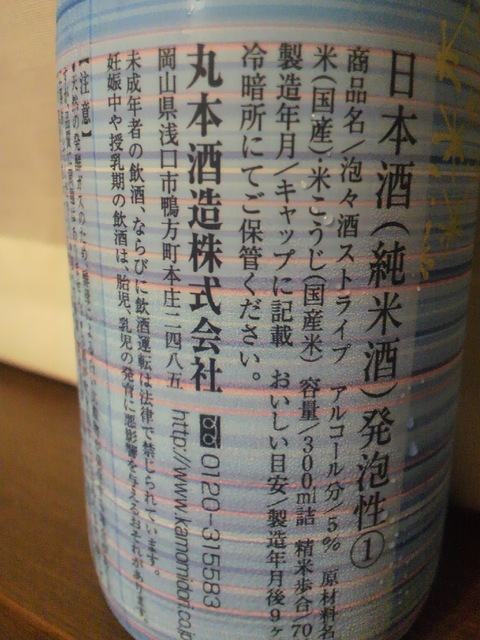 日本酒(純米酒)発泡性①
商品名/泡々酒ストライプ アルコール分/5% 原材料名
米(国産)・米こうじ(国産米) 容量/300ml詰 精米歩合/70
製造年月/キャップに記載 おいしい目安/製造年月後9ヶ
冷暗所にてご保管ください。
丸本酒造株式会社 0120-315583
岡山県浅口市鴨方町本庄二四八五 http://www.kamomidori.co.jp
未成年者の飲酒、ならびに飲酒運転は法律で禁じられています。
妊娠中や授乳期の飲酒は、胎児、乳児の発育に悪影響を与えるおそれがあります。
【注意】